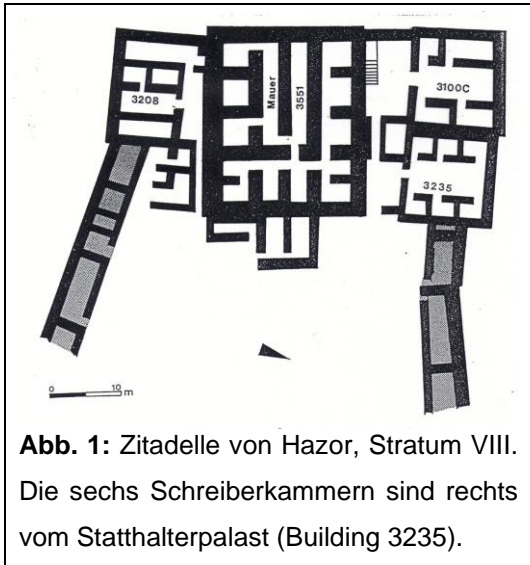 3208
Mauer
3551
3100C
3235
0 10 m
Abb. 1: Zitadelle von Hazor, Stratum VIII.
Die sechs Schreiberkammern sind rechts
vom Statthalterpalast (Building 3235).